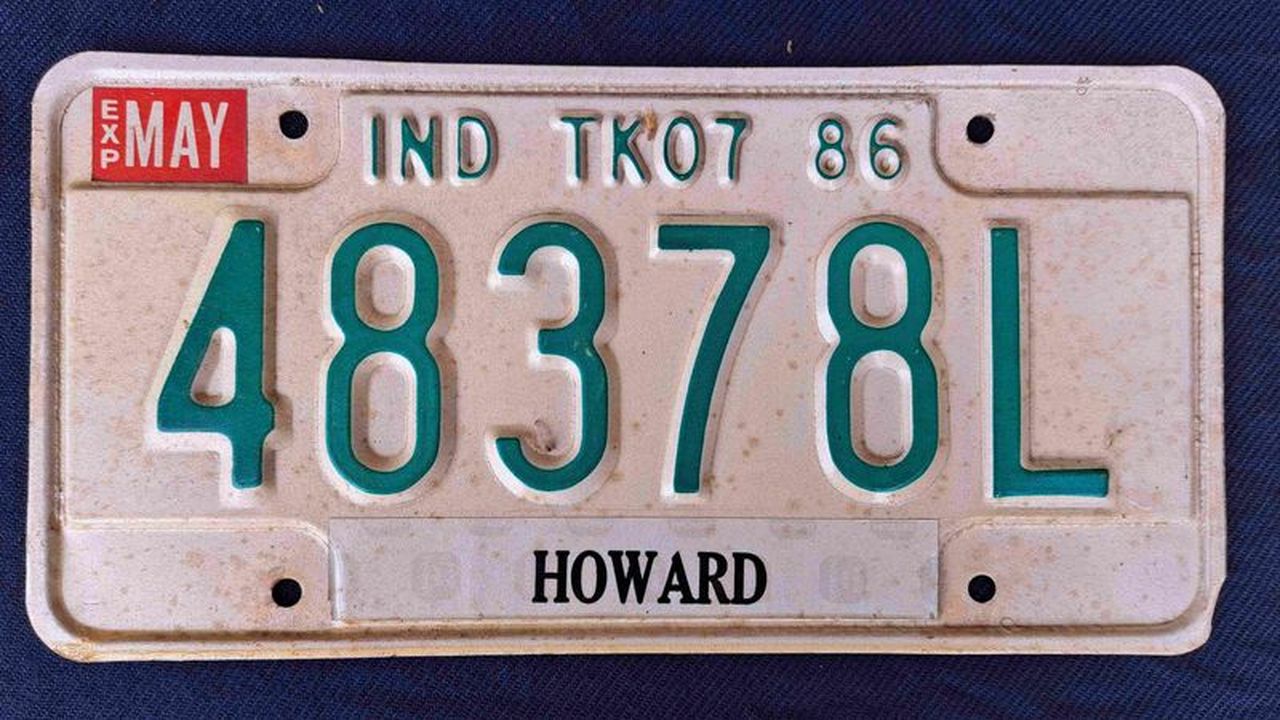 EXP MAY
IND TK07 86
48378L
HOWARD